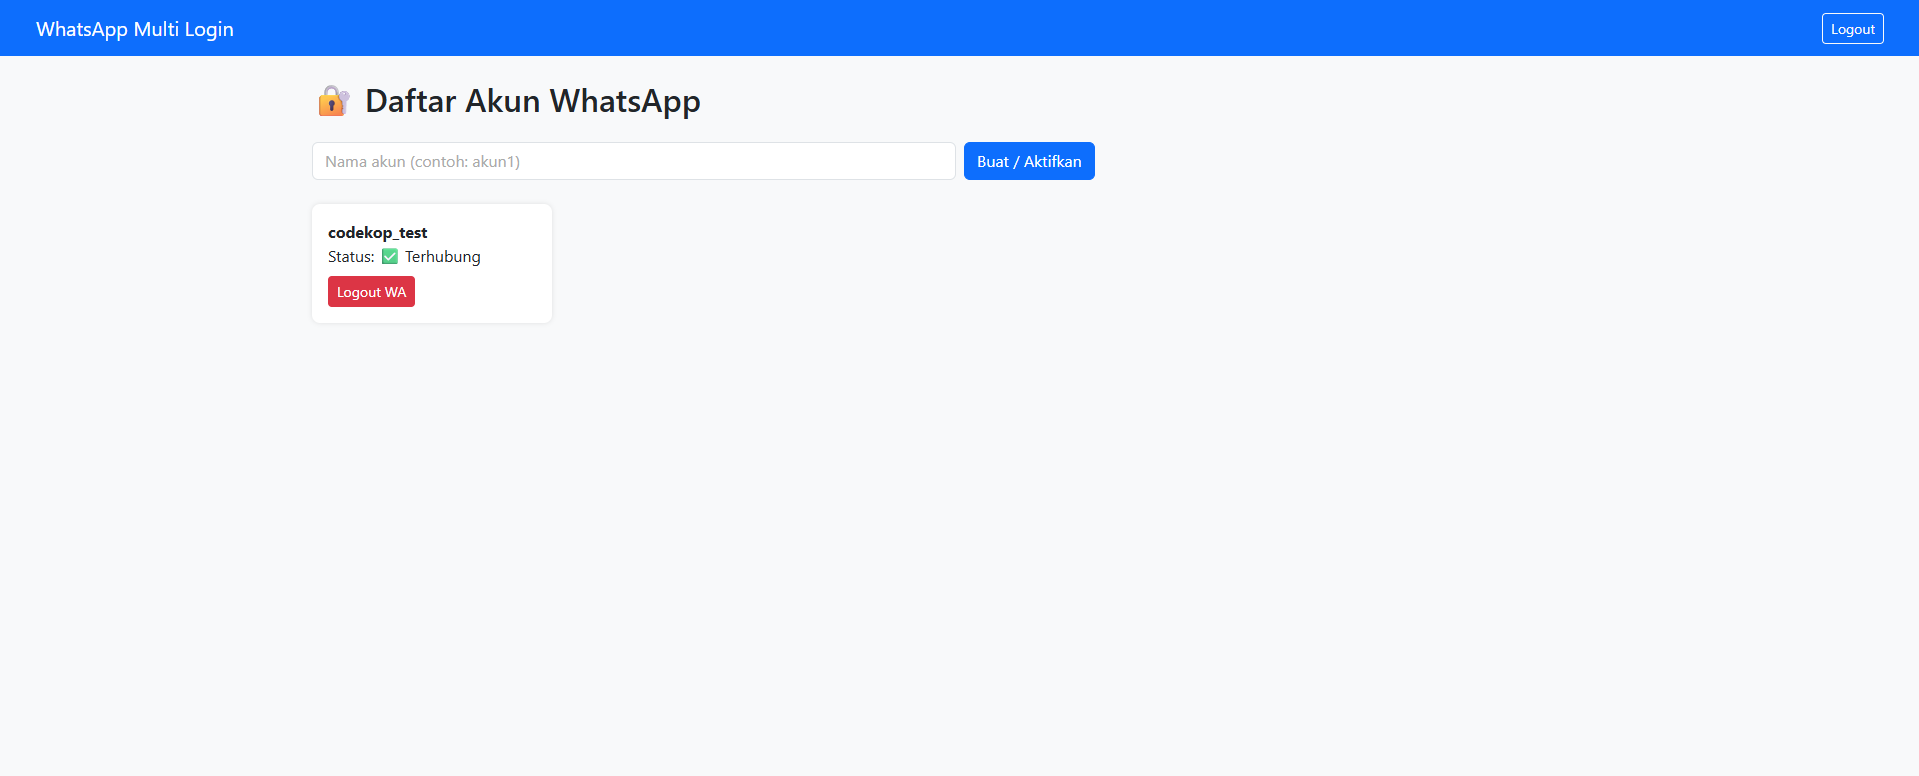 WhatsApp Multi Login
Logout
🔐 Daftar Akun WhatsApp
Nama akun (contoh: akun1)
Buat / Aktifkan
codekop_test
Status: ✅ Terhubung
Logout WA